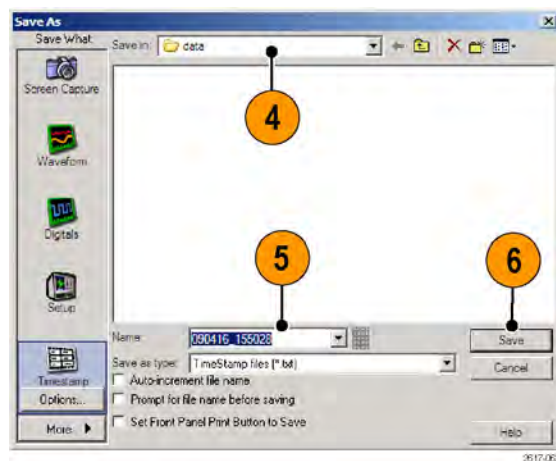 Save As
Save What
Save in: data
Screen Capture
4
Waveform
Digitals
5
6
Setup
Name: 090416_155028
Save
Save as type: TimeStamp files (*.txt)
Cancel
Timestamp
Auto-increment file name
Options...
Prompt for file name before saving
Set Front Panel Print Button to Save
More
Help
2617-06